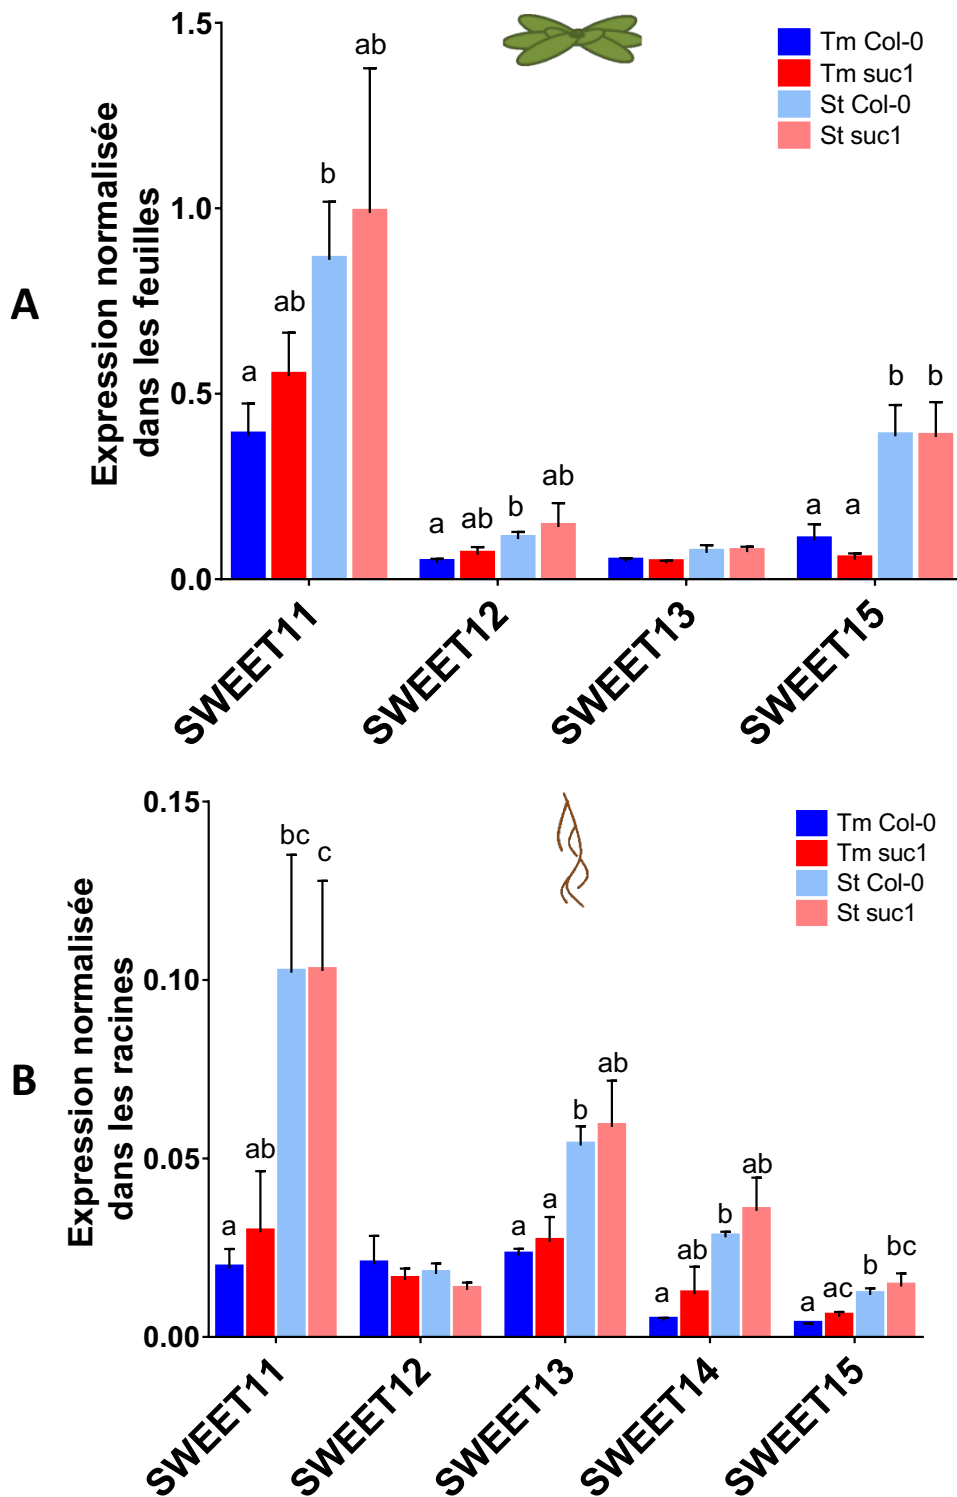 A
Expression normalisée
dans les feuilles
1.5
1.0
0.5
0.0
a
ab
b
ab
a
ab
b
ab
a
a
b
b
Tm Col-0
Tm suc1
St Col-0
St suc1
SWEET11
SWEET12
SWEET13
SWEET15
B
Expression normalisée
dans les racines
0.15
0.10
0.05
0.00
a
ab
bc
c
a
a
b
ab
a
ab
b
ab
a
ac
b
bc
Tm Col-0
Tm suc1
St Col-0
St suc1
SWEET11
SWEET12
SWEET13
SWEET14
SWEET15